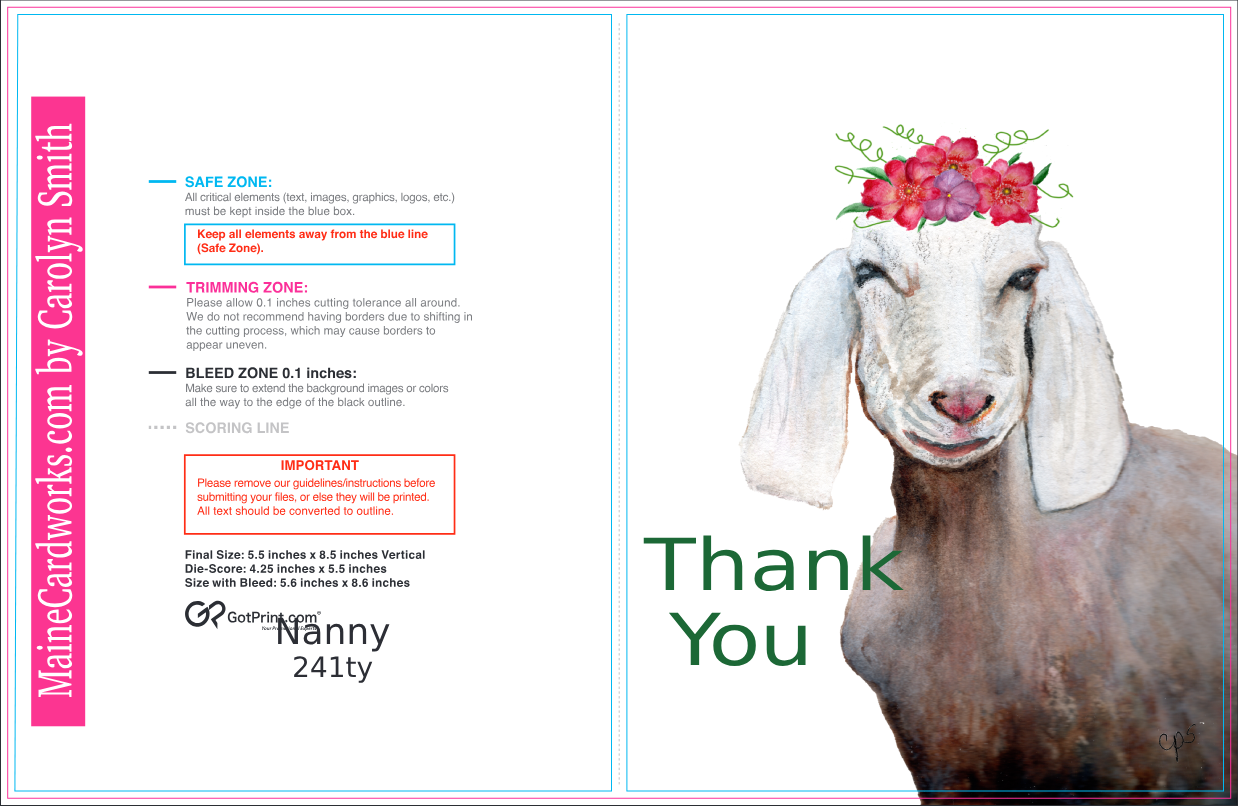 MaineCardworks.com by Carolyn Smith
SAFE ZONE:
All critical elements (text, images, graphics, logos, etc.)
must be kept inside the blue box.
Keep all elements away from the blue line
(Safe Zone).
TRIMMING ZONE:
Please allow 0.1 inches cutting tolerance all around.
We do not recommend having borders due to shifting in
the cutting process, which may cause borders to
appear uneven.
BLEED ZONE 0.1 inches:
Make sure to extend the background images or colors
all the way to the edge of the black outline.
SCORING LINE
IMPORTANT
Please remove our guidelines/instructions before
submitting your files, or else they will be printed.
All text should be converted to outline.
Final Size: 5.5 inches x 8.5 inches Vertical
Die-Score: 4.25 inches x 5.5 inches
Size with Bleed: 5.6 inches x 8.6 inches
GotPrint.com®
Nanny
241ty
Thank
You
cps